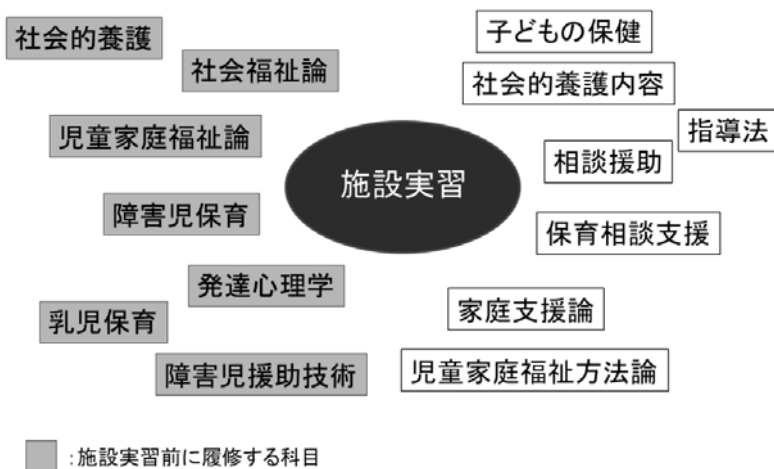 社会的養護
社会福祉論
児童家庭福祉論
障害児保育
発達心理学
乳児保育
障害児援助技術
施設実習
子どもの保健
社会的養護内容
指導法
相談援助
保育相談支援
家庭支援論
児童家庭福祉方法論
:施設実習前に履修する科目